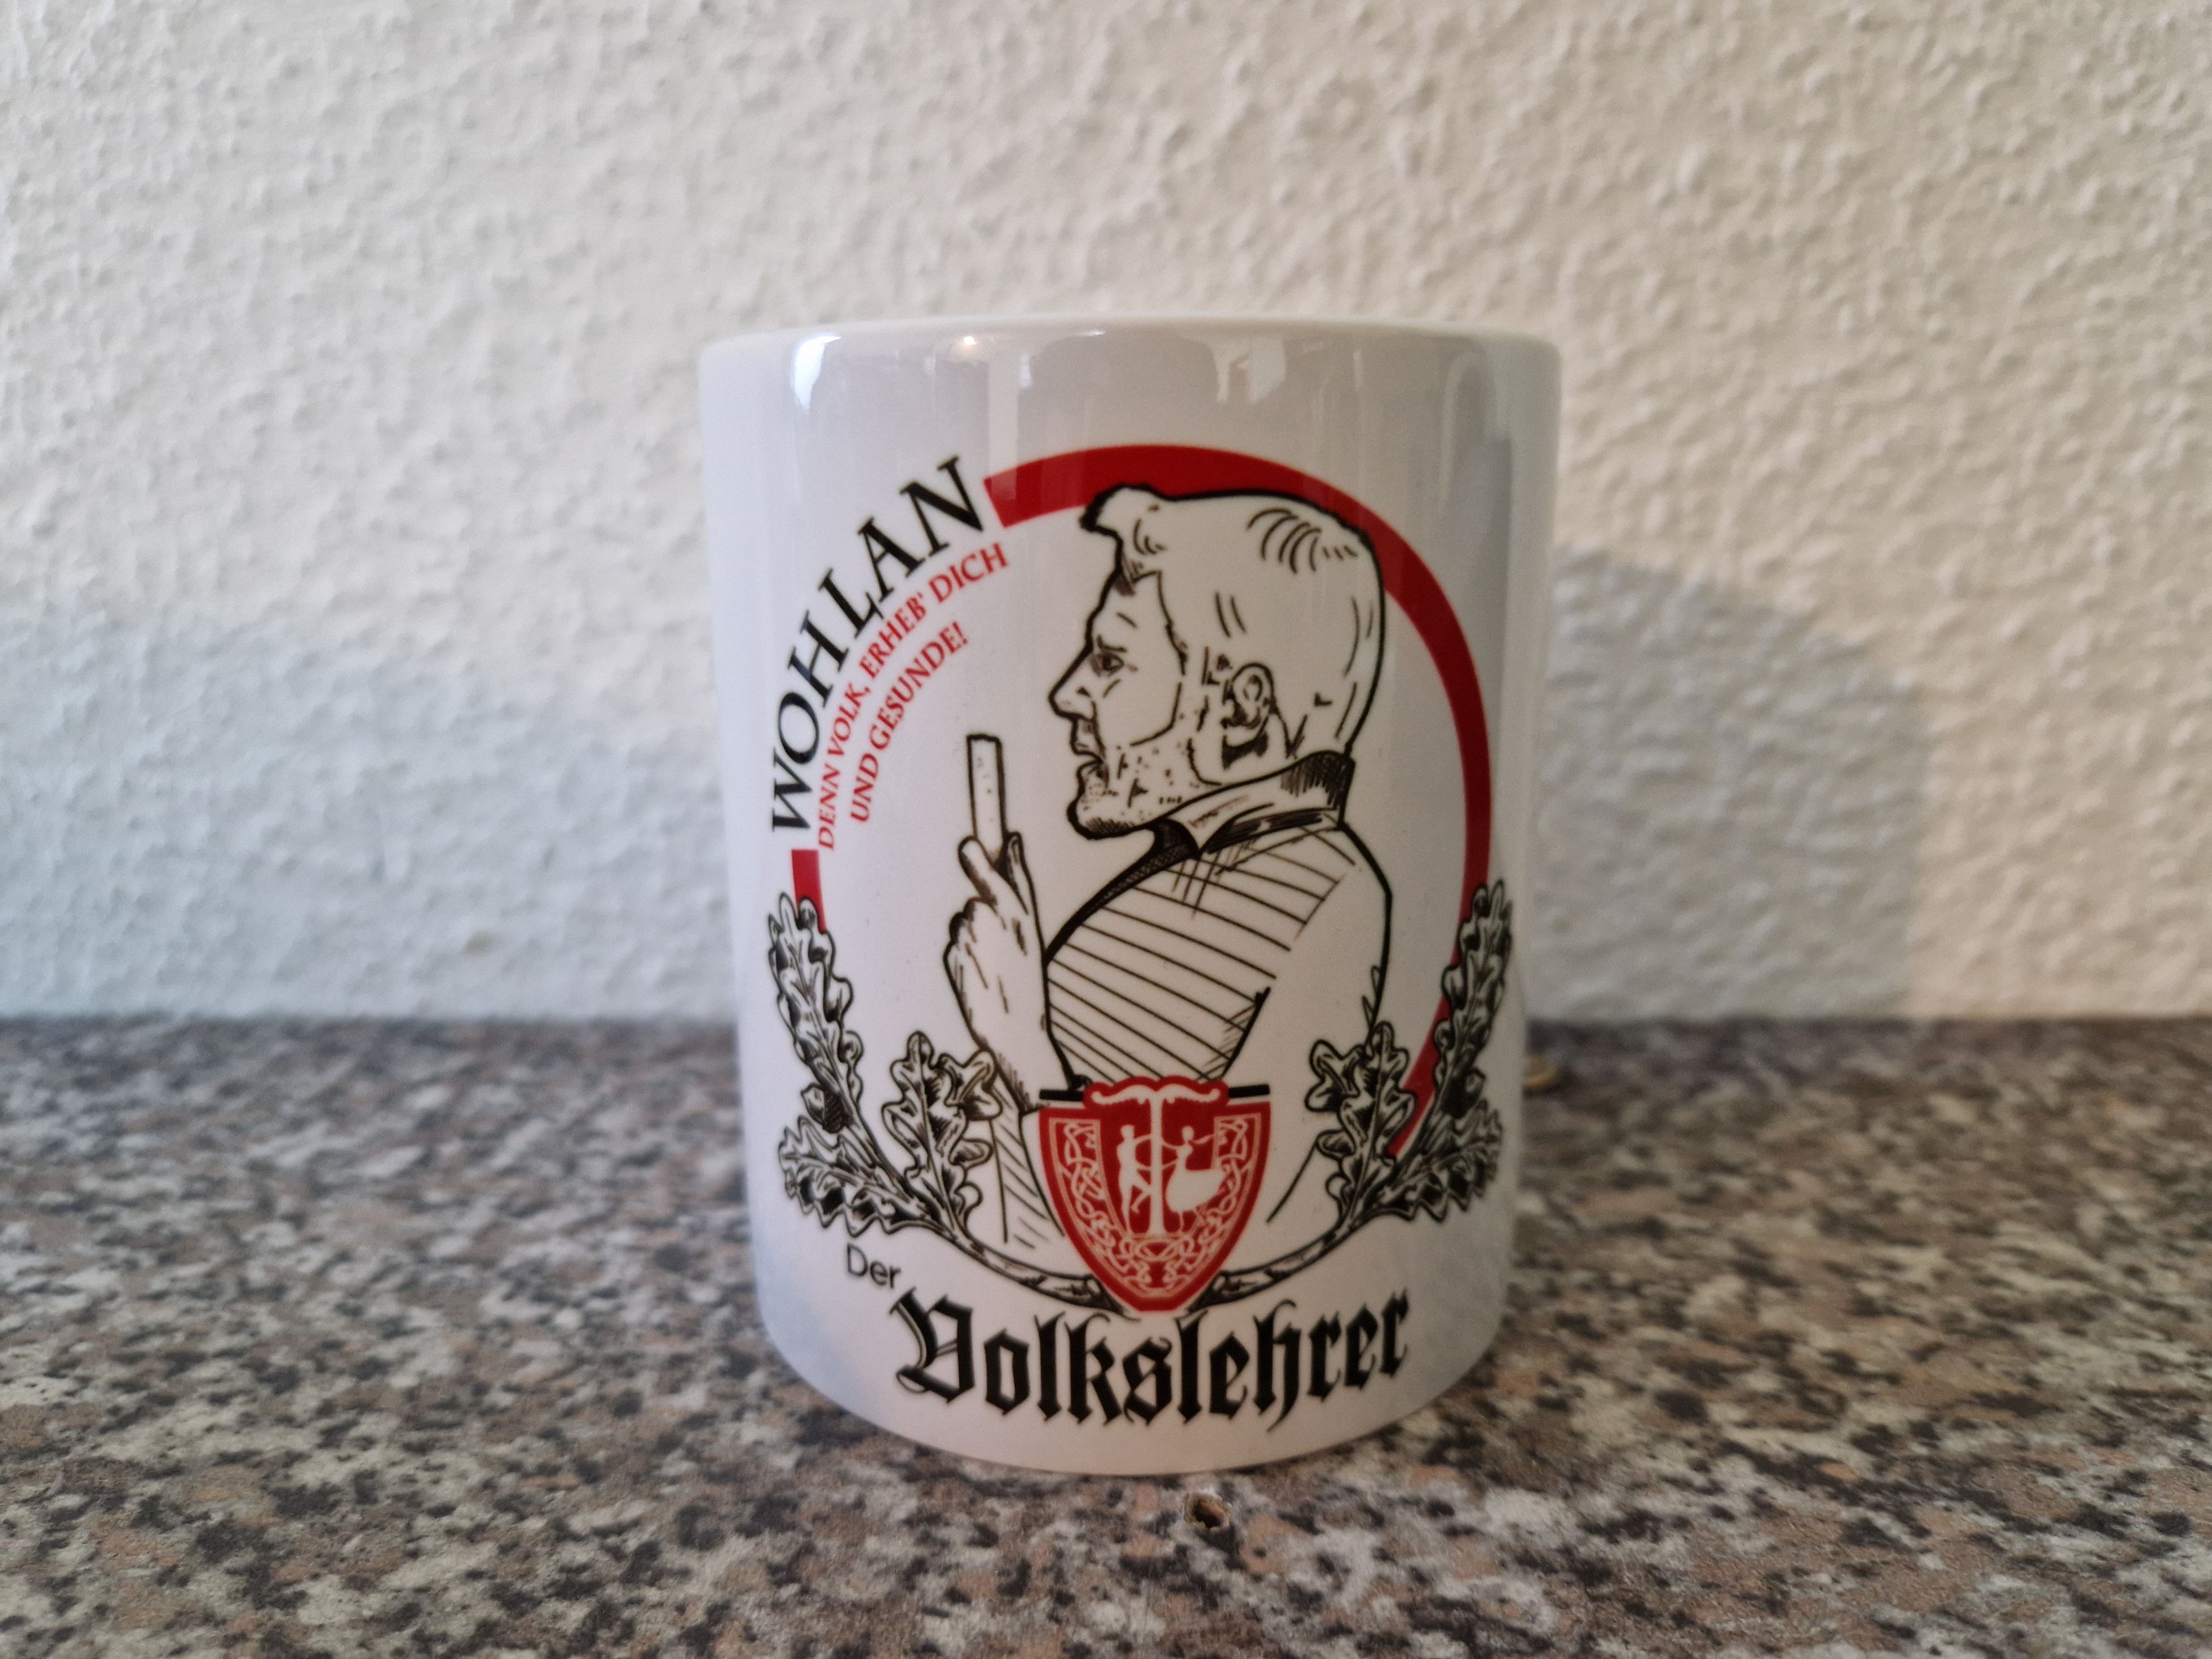 WOHLAN
DENN VOLK, ERHEB' DICH
UND GESUNDE!
Der
Volkslehrer